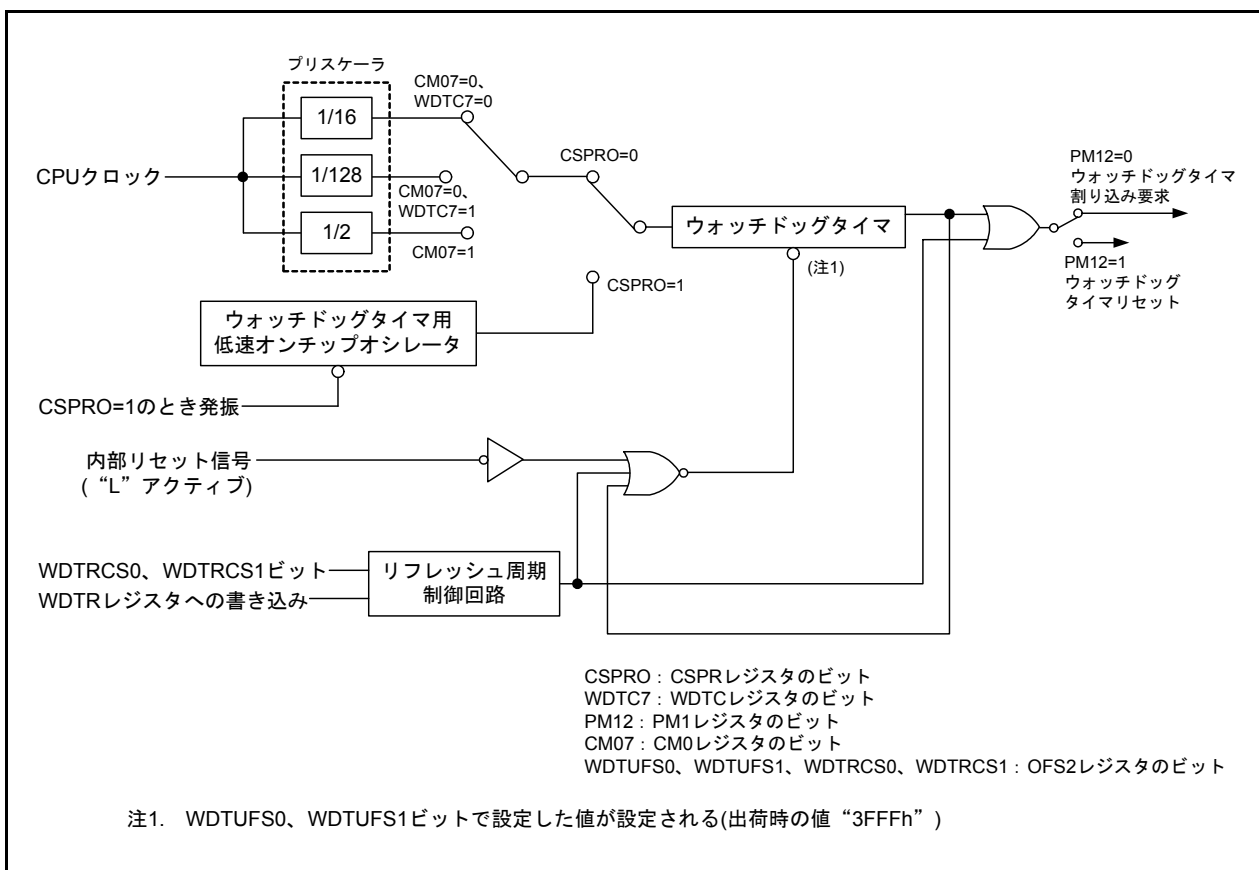 プリスケーラ
CM07=0、
WDTC7=0
1/16
CPUクロック
1/128
CM07=0、
WDTC7=1
1/2
CM07=1
CSPRO=0
ウォッチドッグタイマ
(注1)
PM12=0
ウォッチドッグタイマ
割り込み要求
PM12=1
ウォッチドッグ
タイマリセット
CSPRO=1
ウォッチドッグタイマ用
低速オンチップオシレータ
CSPRO=1のとき発振
内部リセット信号
(“L”アクティブ)
WDTRCS0、WDTRCS1ビット
WDTRレジスタへの書き込み
リフレッシュ周期
制御回路
CSPRO：CSPRレジスタのビット
WDTC7：WDTCレジスタのビット
PM12：PM1レジスタのビット
CM07：CM0レジスタのビット
WDTUFS0、WDTUFS1、WDTRCS0、WDTRCS1：OFS2レジスタのビット
注1. WDTUFS0、WDTUFS1ビットで設定した値が設定される(出荷時の値“3FFFh”)